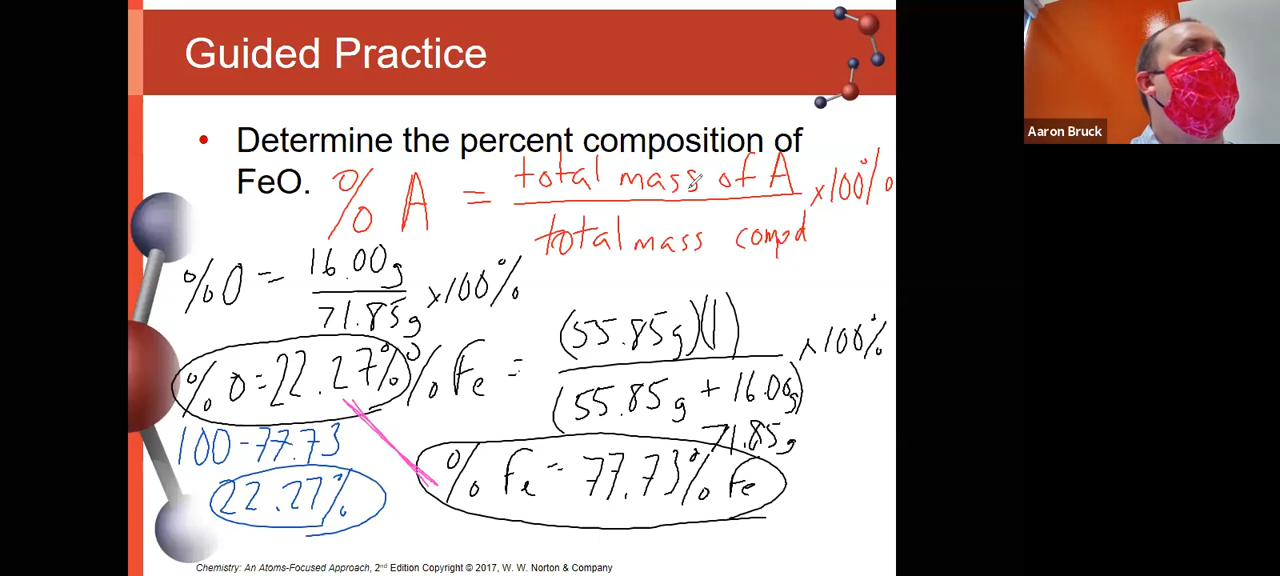 Guided Practice
• Determine the percent composition of
FeO.
% A = total mass of A / total mass compd × 100%
%O = 16.00g / 71.85g × 100%
%O = 22.27%
% Fe = (55.85g)(1) / (55.85g + 16.00g) × 100%
71.85g
100-77.73
22.27%
% Fe = 77.73% Fe
Chemistry: An Atoms-Focused Approach, 2nd Edition Copyright © 2017, W. W. Norton & Company
Aaron Bruck